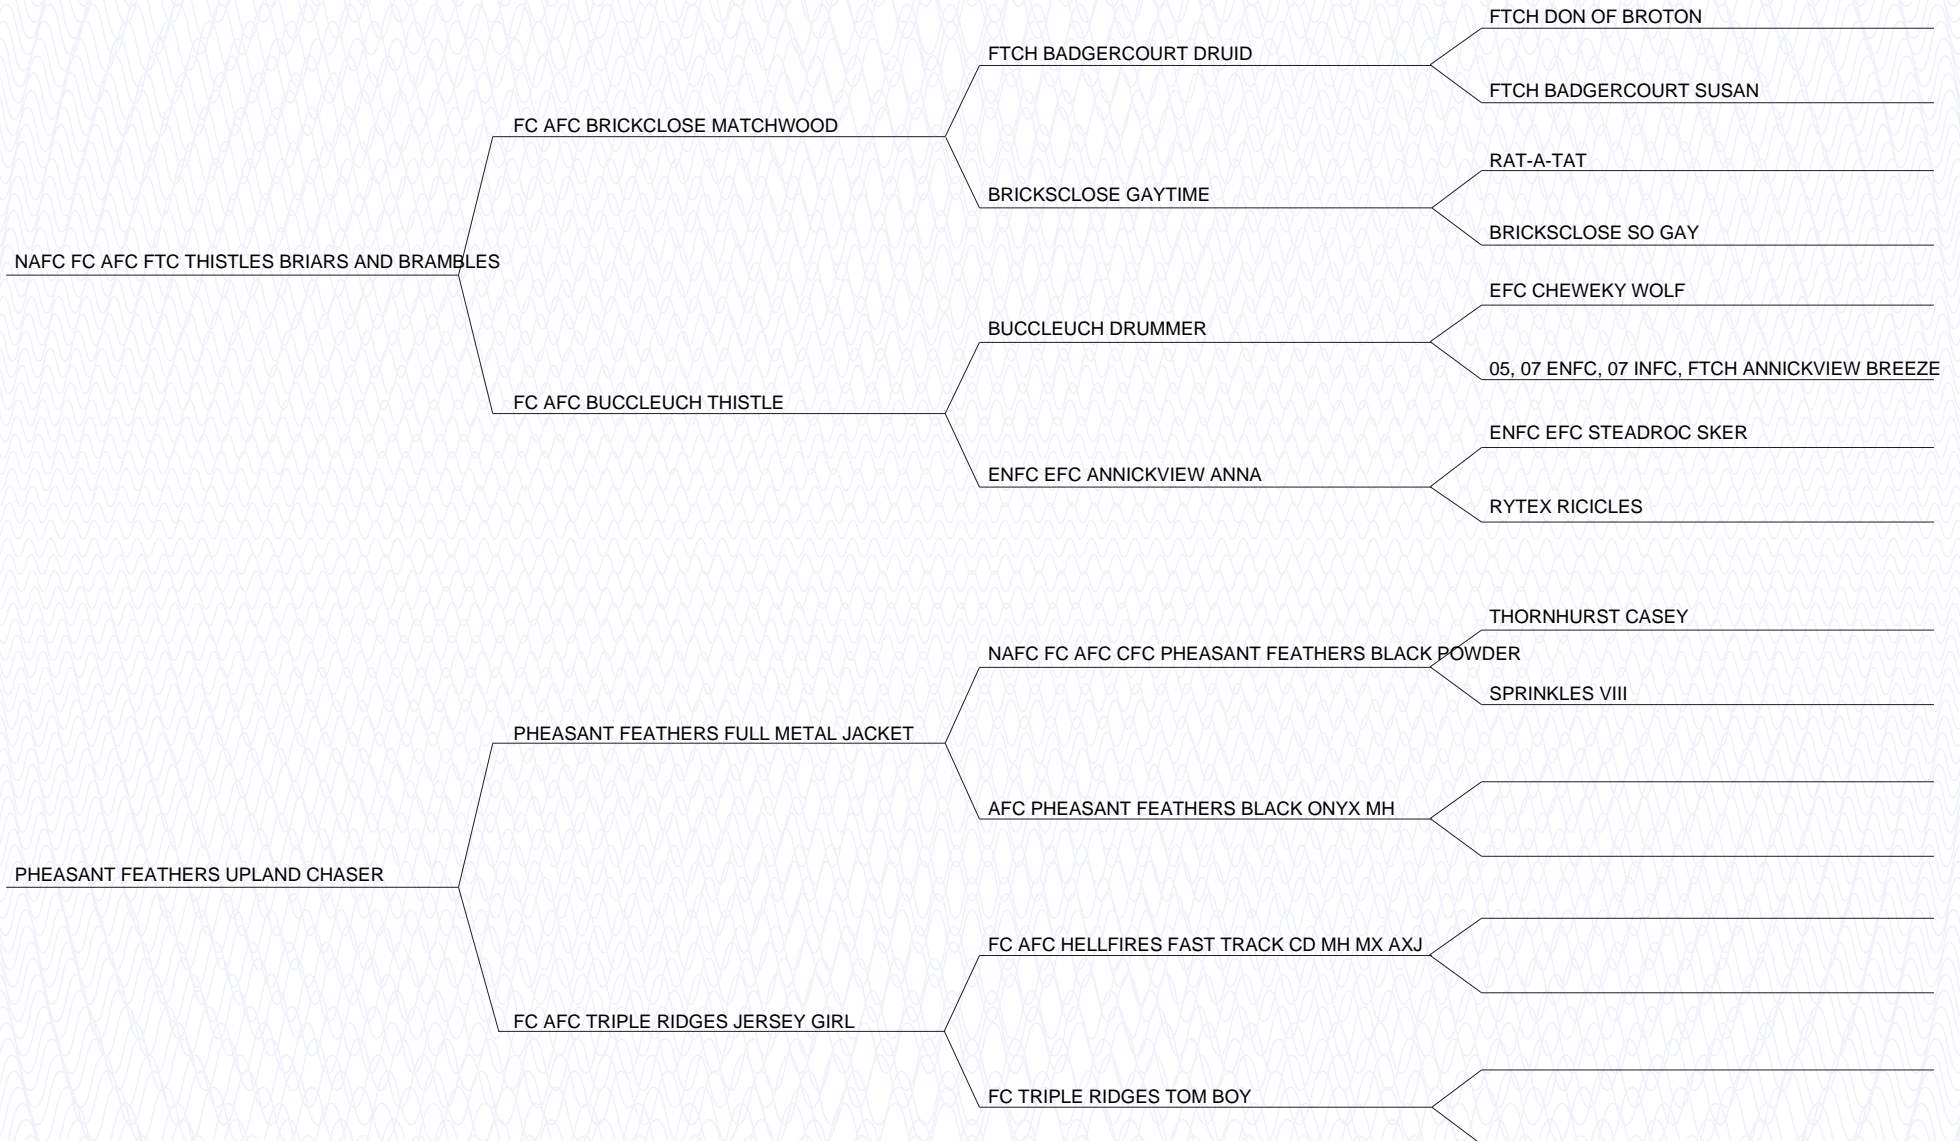 FTCH DON OF BROTON
FTCH BADGERCOURT DRUID
FTCH BADGERCOURT SUSAN
FC AFC BRICKCLOSE MATCHWOOD
RAT-A-TAT
BRICKSCLOSE GAYTIME
BRICKSCLOSE SO GAY
NAFC FC AFC FTC THISTLES BRIARS AND BRAMBLES
EFC CHEWEKY WOLF
BUCCLEUCH DRUMMER
05, 07 ENFC, 07 INFC, FTCH ANNICKVIEW BREEZE
FC AFC BUCCLEUCH THISTLE
ENFC EFC STEADROC SKER
ENFC EFC ANNICKVIEW ANNA
RYTEX RICICLES
THORNHURST CASEY
NAFC FC AFC CFC PHEASANT FEATHERS BLACK POWDER
SPRINKLES VIII
PHEASANT FEATHERS FULL METAL JACKET
AFC PHEASANT FEATHERS BLACK ONYX MH
PHEASANT FEATHERS UPLAND CHASER
FC AFC HELLFIRES FAST TRACK CD MH MX AXJ
FC AFC TRIPLE RIDGES JERSEY GIRL
FC TRIPLE RIDGES TOM BOY